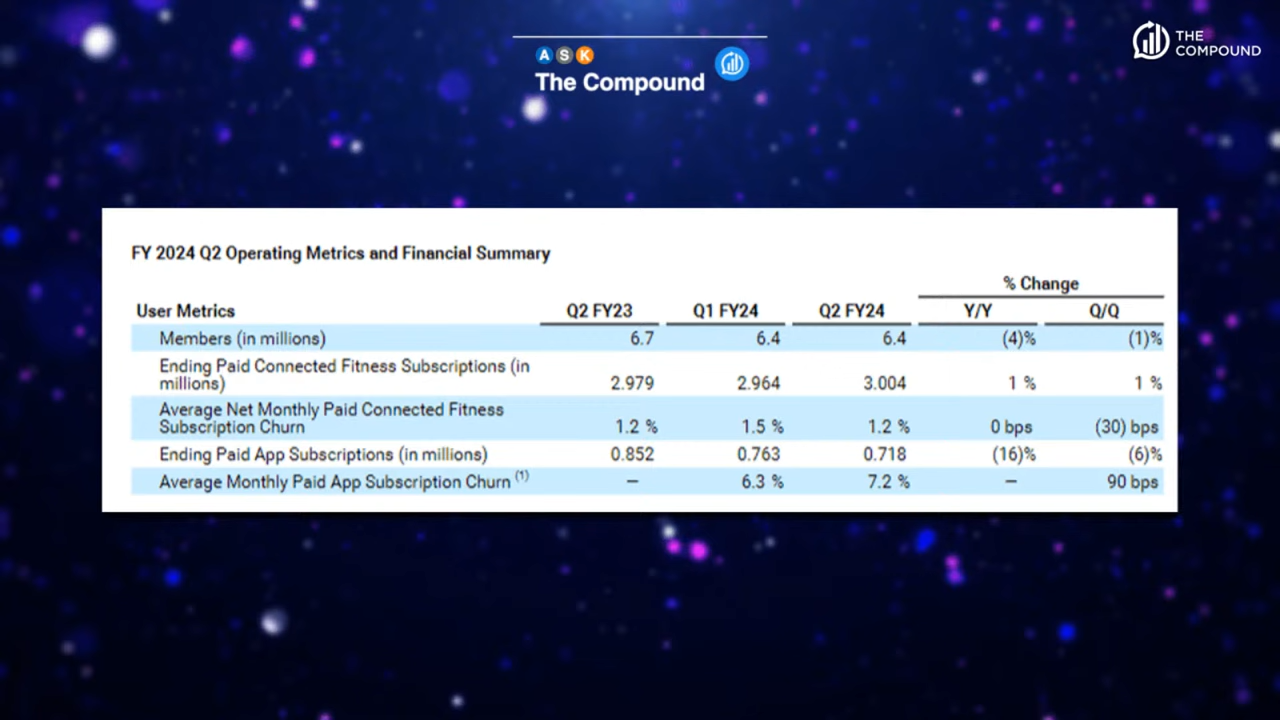 A S K
The Compound
THE
COMPOUND
FY 2024 Q2 Operating Metrics and Financial Summary
% Change
User Metrics Q2 FY23 Q1 FY24 Q2 FY24 Y/Y Q/Q
Members (in millions) 6.7 6.4 6.4 (4)% (1)%
Ending Paid Connected Fitness Subscriptions (in
millions) 2.979 2.964 3.004 1 % 1 %
Average Net Monthly Paid Connected Fitness
Subscription Churn 1.2 % 1.5 % 1.2 % 0 bps (30) bps
Ending Paid App Subscriptions (in millions) 0.852 0.763 0.718 (16)% (6)%
Average Monthly Paid App Subscription Churn (1) — 6.3 % 7.2 % — 90 bps